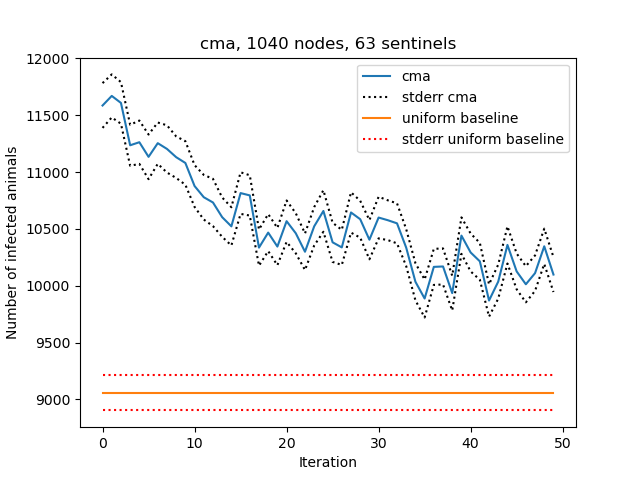 cma, 1040 nodes, 63 sentinels
12000
11500
11000
10500
10000
9500
9000
Number of infected animals
cma
stderr cma
uniform baseline
stderr uniform baseline
0
10
20
30
40
50
Iteration